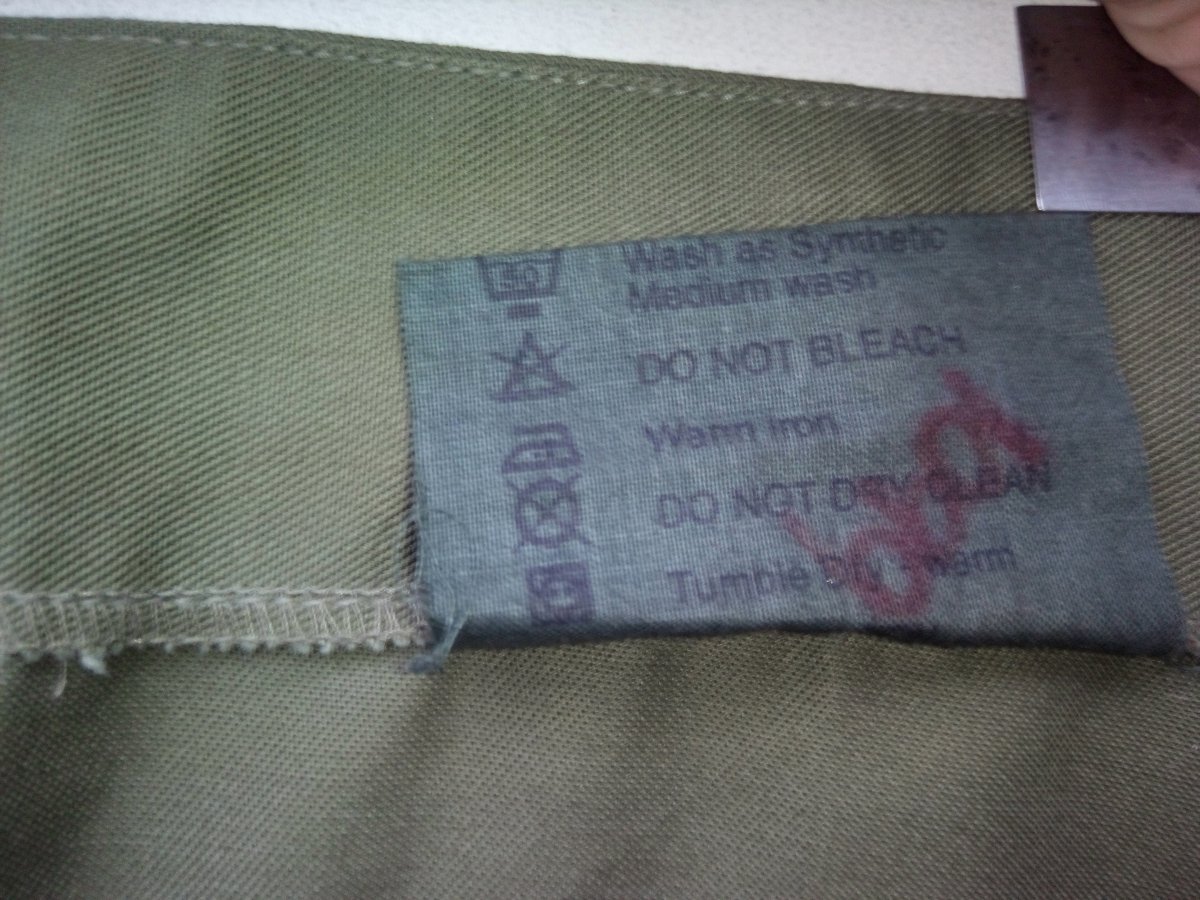 50
Wash as Synthetic
Medium wash
DO NOT BLEACH
Warm Iron
DO NOT DRY CLEAN
Tumble Dry - warm